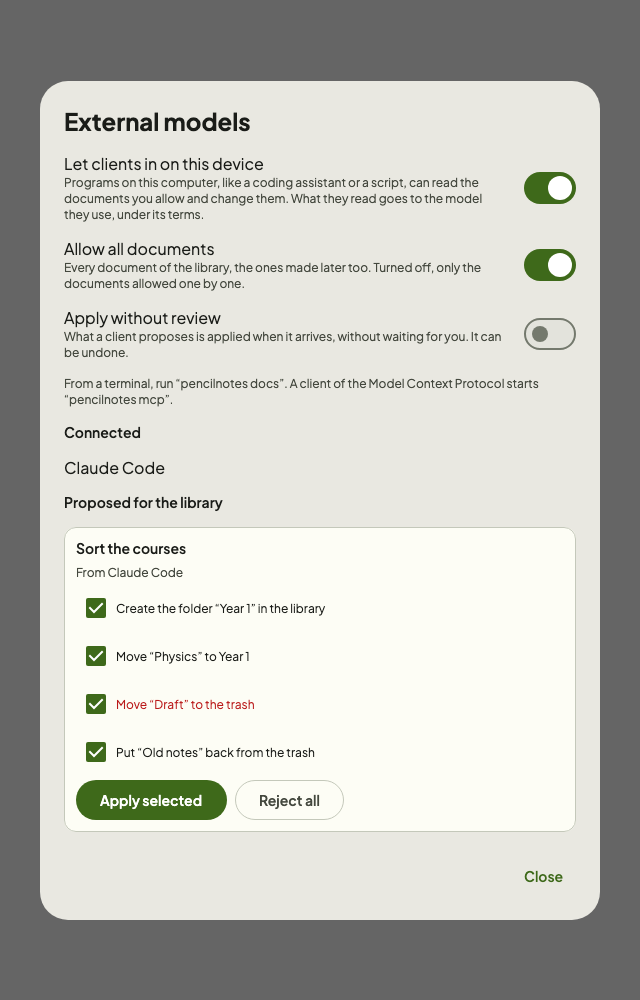 External models
Let clients in on this device
Programs on this computer, like a coding assistant or a script, can read the
documents you allow and change them. What they read goes to the model
they use, under its terms.
Allow all documents
Every document of the library, the ones made later too. Turned off, only the
documents allowed one by one.
Apply without review
What a client proposes is applied when it arrives, without waiting for you. It can
be undone.
From a terminal, run “pencilnotes docs”. A client of the Model Context Protocol starts
“pencilnotes mcp”.
Connected
Claude Code
Proposed for the library
Sort the courses
From Claude Code
Create the folder “Year 1” in the library
Move “Physics” to Year 1
Move “Draft” to the trash
Put “Old notes” back from the trash
Apply selected
Reject all
Close